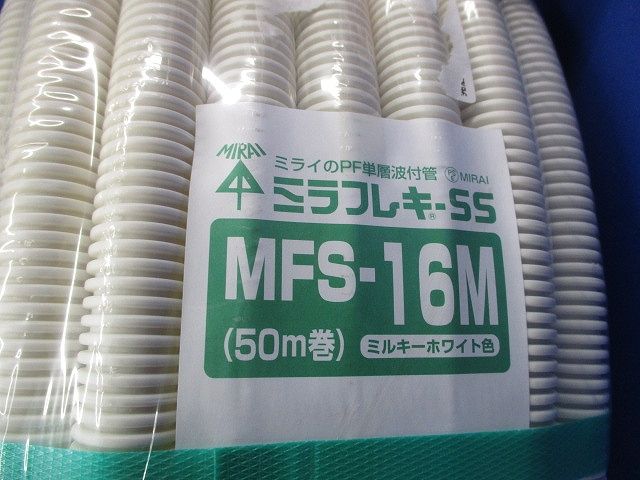 MIRAI
ミライのPF単層波付管 MIRAI
ミラフレキ®SS
MFS-16M
(50m巻) ミルキーホワイト色